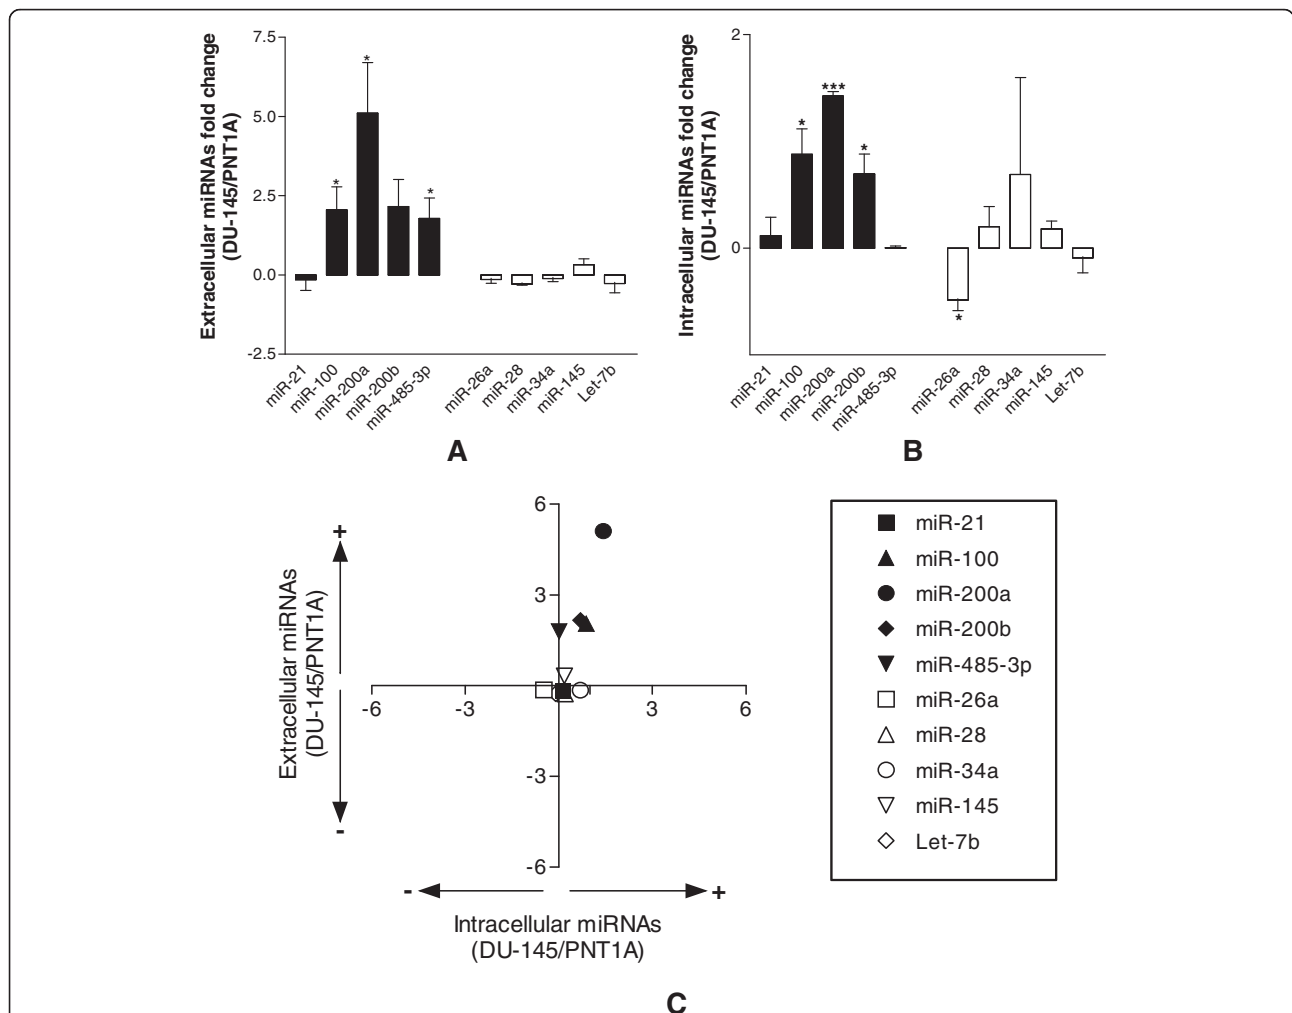 Extracellular miRNAs fold change
(DU-145/PNT1A)
7.5
5.0
2.5
0.0
-2.5
*
*
*
miR-21
miR-100
miR-200a
miR-200b
miR-485-3p
miR-26a
miR-28
miR-34a
miR-145
Let-7b
A
Intracellular miRNAs fold change
(DU-145/PNT1A)
2
0
*
***
*
*
miR-21
miR-100
miR-200a
miR-200b
miR-485-3p
miR-26a
miR-28
miR-34a
miR-145
Let-7b
B
Extracellular miRNAs
(DU-145/PNT1A)
+
-
6
3
-3
-6
-6
-3
3
6
-
+
Intracellular miRNAs
(DU-145/PNT1A)
miR-21
miR-100
miR-200a
miR-200b
miR-485-3p
miR-26a
miR-28
miR-34a
miR-145
Let-7b
C